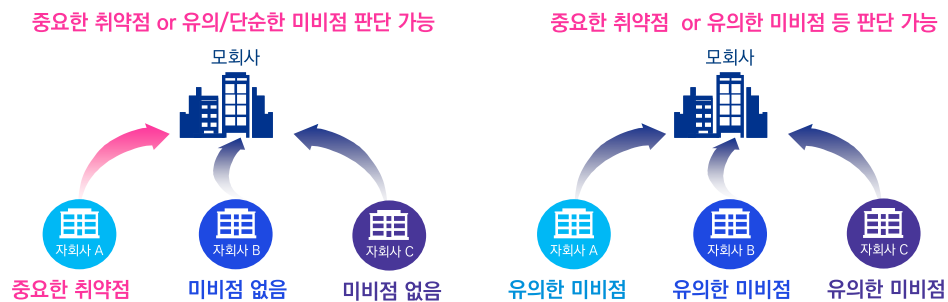 중요한 취약점 or 유의/단순한 미비점 판단 가능
모회사
자회사 A
자회사 B
자회사 C
중요한 취약점
미비점 없음
미비점 없음
중요한 취약점 or 유의한 미비점 등 판단 가능
모회사
자회사 A
자회사 B
자회사 C
유의한 미비점
유의한 미비점
유의한 미비점